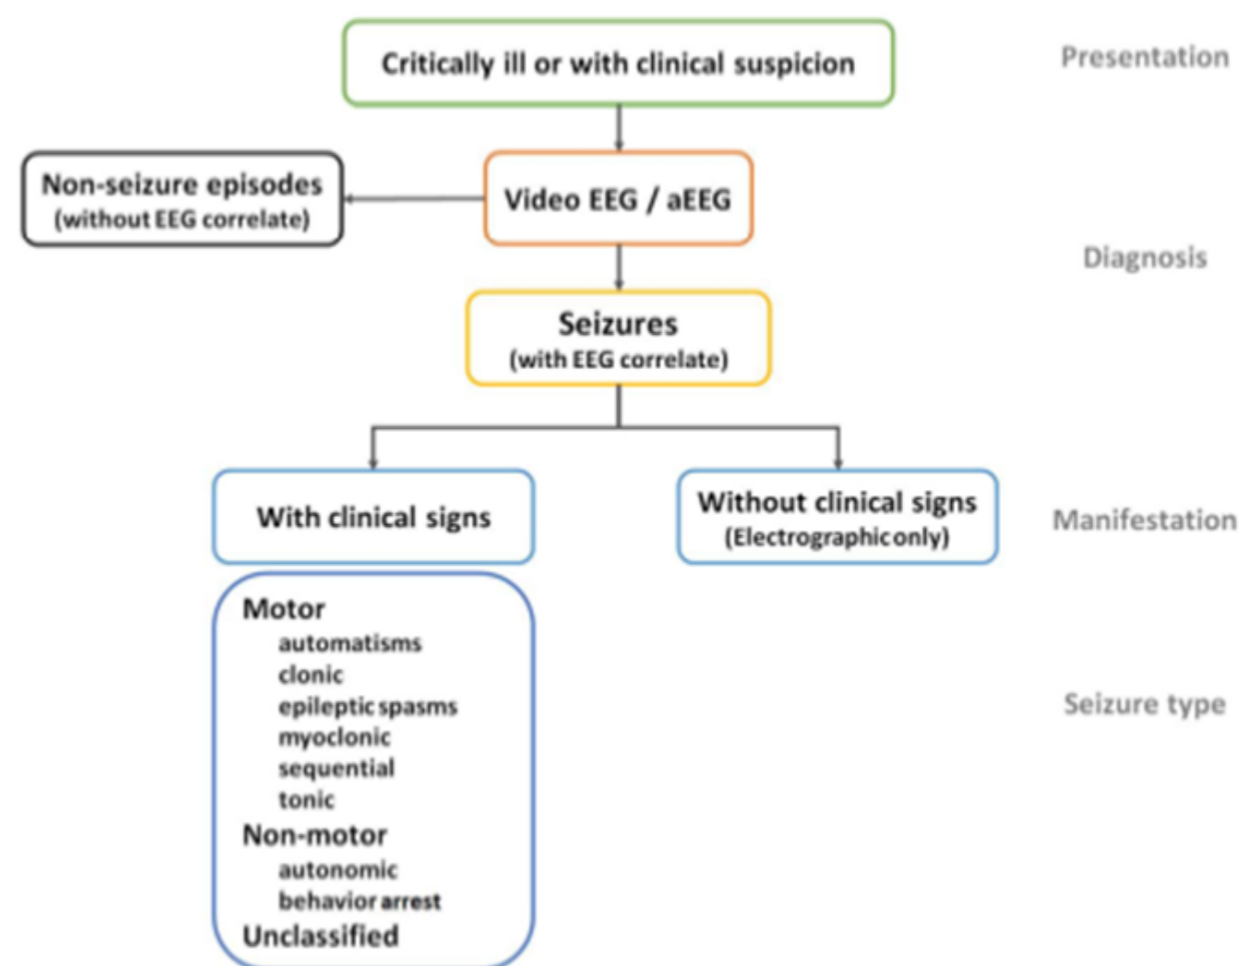 Critically ill or with clinical suspicion
Presentation
Non-seizure episodes
(without EEG correlate)
Video EEG / aEEG
Diagnosis
Seizures
(with EEG correlate)
With clinical signs
Without clinical signs
(Electrographic only)
Manifestation
Motor
automatisms
clonic
epileptic spasms
myoclonic
sequential
tonic
Non-motor
autonomic
behavior arrest
Unclassified
Seizure type